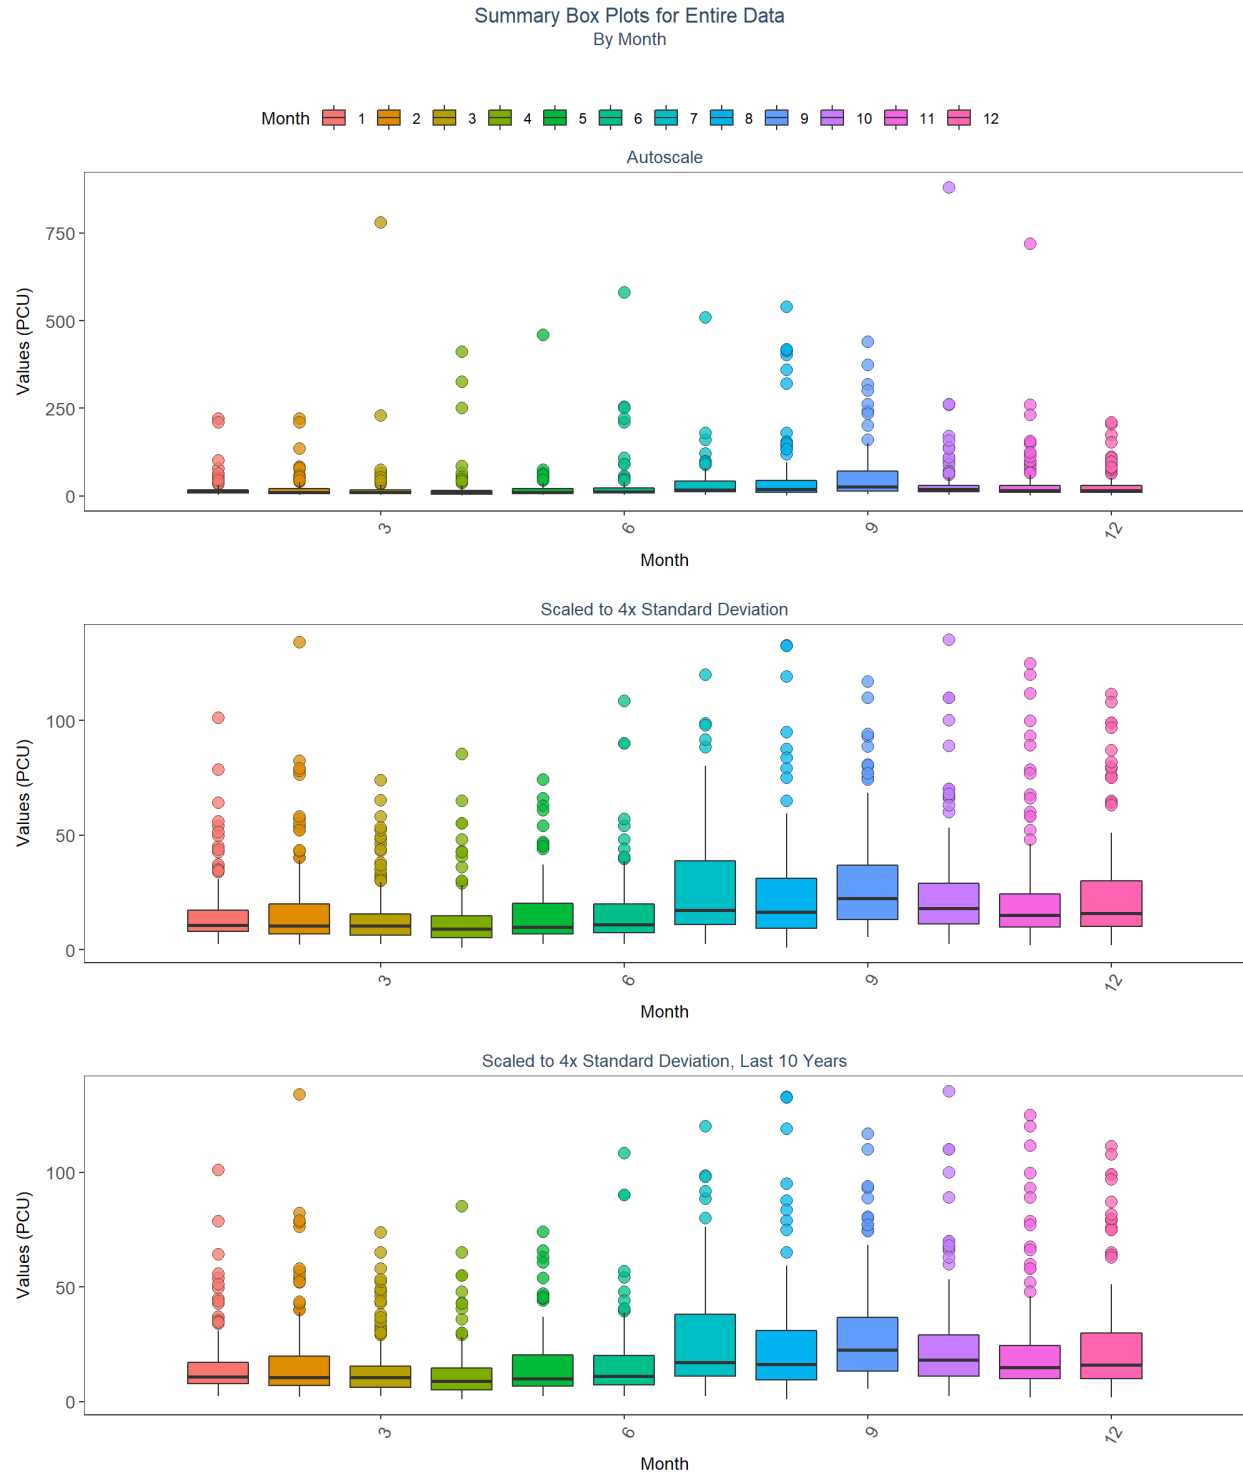 Summary Box Plots for Entire Data
By Month
Month 1 2 3 4 5 6 7 8 9 10 11 12
Autoscale
Values (PCU)
750
500
250
0
3 6 9 12
Month
Scaled to 4x Standard Deviation
Values (PCU)
100
50
0
3 6 9 12
Month
Scaled to 4x Standard Deviation, Last 10 Years
Values (PCU)
100
50
0
3 6 9 12
Month